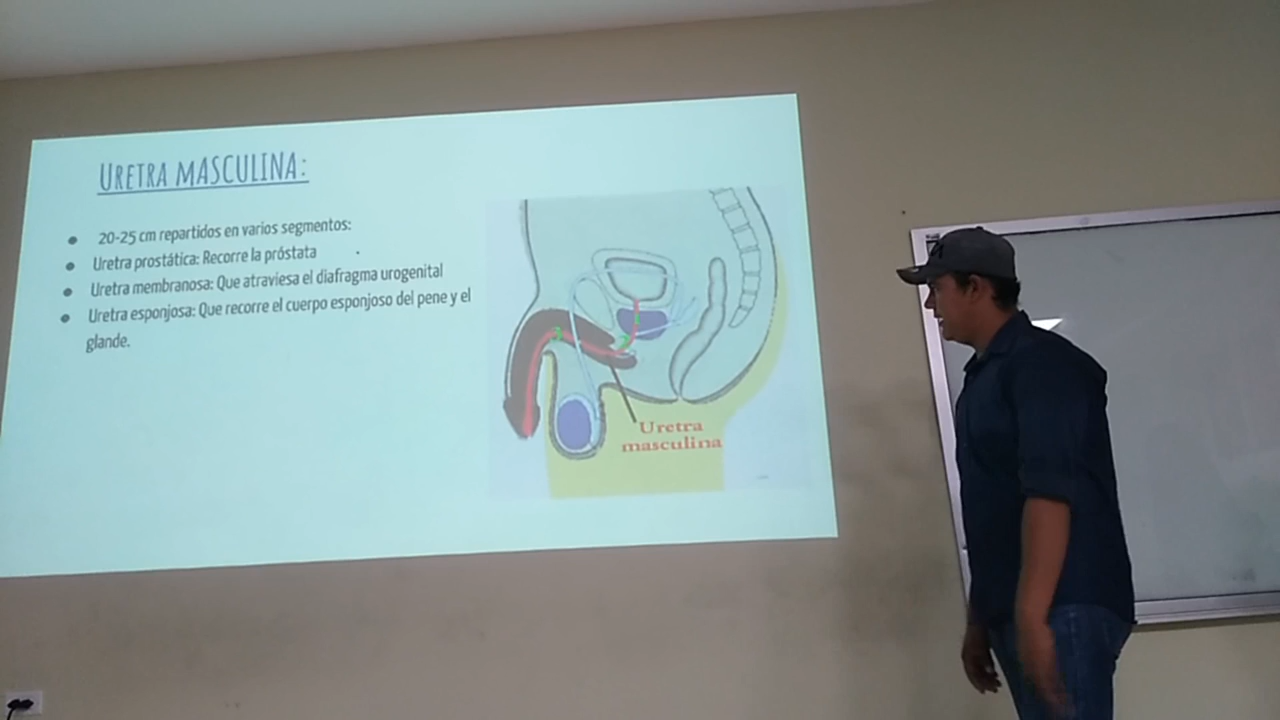 URETRA MASCULINA:
20-25 cm repartidos en varios segmentos:
Uretra prostática: Recorre la próstata
Uretra membranosa: Que atraviesa el diafragma urogenital
Uretra esponjosa: Que recorre el cuerpo esponjoso del pene y el
glande.
Uretra
masculina